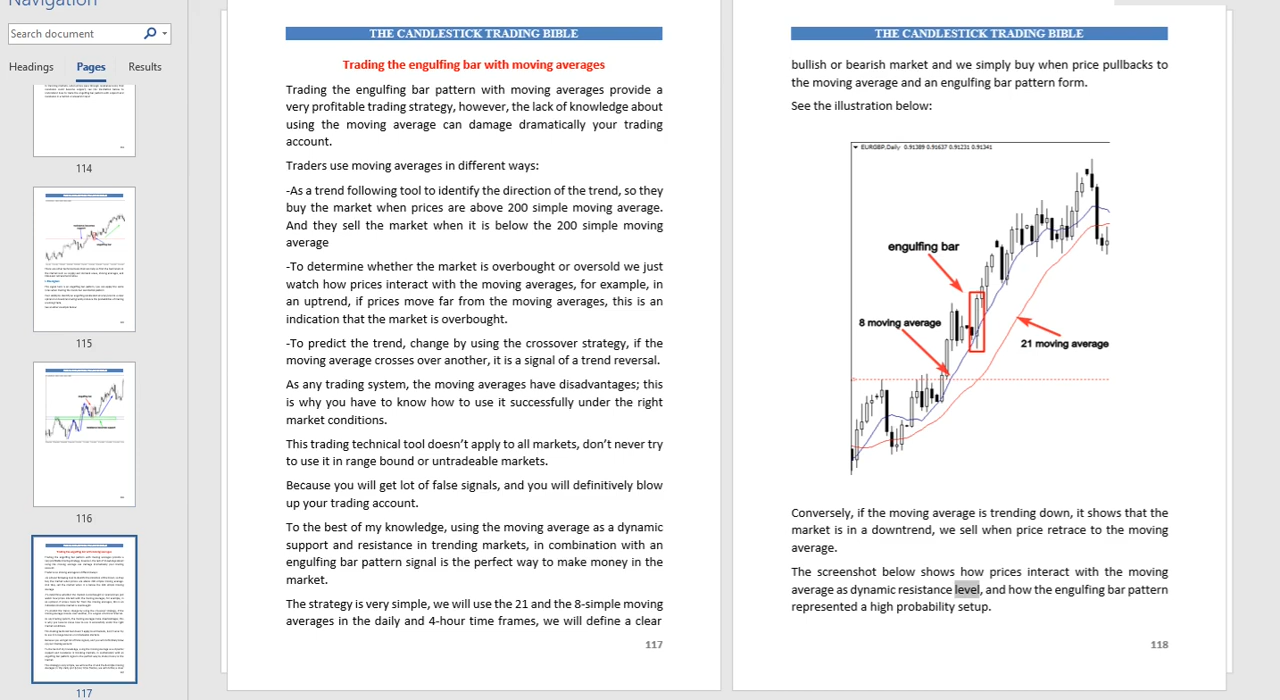 Navigation
Search document
Headings
Pages
Results
114
115
116
117
THE CANDLESTICK TRADING BIBLE
Trading the engulfing bar with moving averages
Trading the engulfing bar pattern with moving averages provide a
very profitable trading strategy, however, the lack of knowledge about
using the moving average can damage dramatically your trading
account.
Traders use moving averages in different ways:
-As a trend following tool to identify the direction of the trend, so they
buy the market when prices are above 200 simple moving average.
And they sell the market when it is below the 200 simple moving
average
-To determine whether the market is overbought or oversold we just
watch how prices interact with the moving averages, for example, in
an uptrend, if prices move far from the moving averages, this is an
indication that the market is overbought.
-To predict the trend, change by using the crossover strategy, if the
moving average crosses over another, it is a signal of a trend reversal.
As any trading system, the moving averages have disadvantages; this
is why you have to know how to use it successfully under the right
market conditions.
This trading technical tool doesn't apply to all markets, don't never try
to use it in range bound or untradeable markets.
Because you will get lot of false signals, and you will definitively blow
up your trading account.
To the best of my knowledge, using the moving average as a dynamic
support and resistance in trending markets, in combination with an
engulfing bar pattern signal is the perfect way to make money in the
market.
The strategy is very simple, we will use the 21 and the 8-simple moving
averages in the daily and 4-hour time frames, we will define a clear
117
THE CANDLESTICK TRADING BIBLE
bullish or bearish market and we simply buy when price pullbacks to
the moving average and an engulfing bar pattern form.
See the illustration below:
EURGBP,Daily 0.91389 0.91637 0.91231 0.91341
engulfing bar
8 moving average
21 moving average
Conversely, if the moving average is trending down, it shows that the
market is in a downtrend, we sell when price retrace to the moving
average.
The screenshot below shows how prices interact with the moving
average as dynamic resistance level, and how the engulfing bar pattern
represented a high probability setup.
118